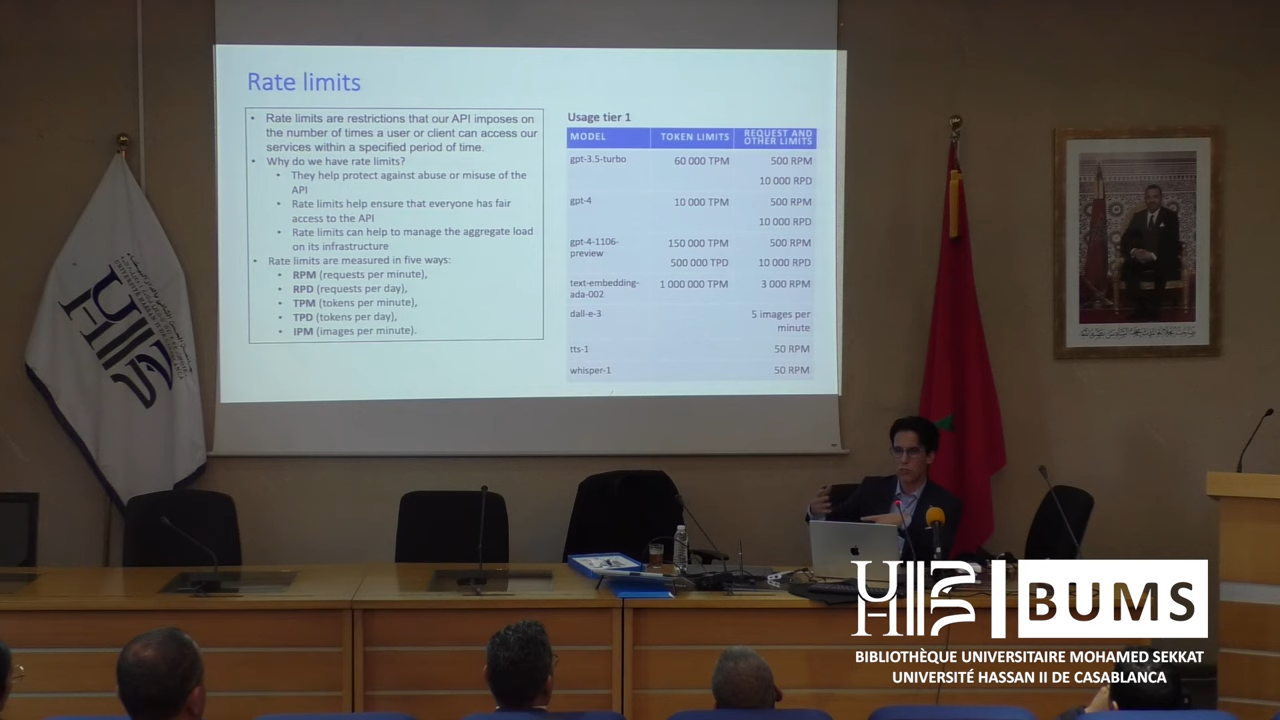 Rate limits
• Rate limits are restrictions that our API imposes on
the number of times a user or client can access our
services within a specified period of time.
• Why do we have rate limits?
• They help protect against abuse or misuse of the
API
• Rate limits help ensure that everyone has fair
access to the API
• Rate limits can help to manage the aggregate load
on its infrastructure
• Rate limits are measured in five ways:
• RPM (requests per minute),
• RPD (requests per day),
• TPM (tokens per minute),
• TPD (tokens per day),
• IPM (images per minute).
Usage tier 1
MODEL TOKEN LIMITS REQUEST AND
OTHER LIMITS
gpt-3.5-turbo 60 000 TPM 500 RPM
10 000 RPD
gpt-4 10 000 TPM 500 RPM
10 000 RPD
gpt-4-1106- 150 000 TPM 500 RPM
preview
500 000 TPD 10 000 RPD
text-embedding- 1 000 000 TPM 3 000 RPM
ada-002
dall-e-3 5 images per
minute
tts-1 50 RPM
whisper-1 50 RPM
BUMS
BIBLIOTHÈQUE UNIVERSITAIRE MOHAMED SEKKAT
UNIVERSITÉ HASSAN II DE CASABLANCA